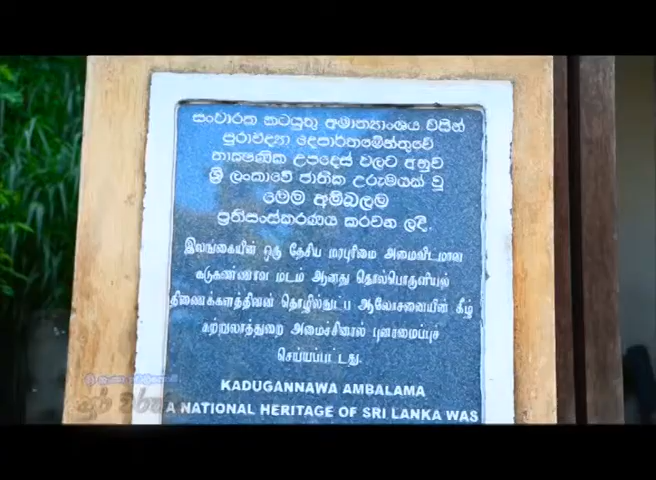 සංචාරක කටයුතු අමාත්‍යාංශය විසින්
පුරාවිද්‍යා දෙපාර්තමේන්තුවේ
තාක්ෂණික උපදෙස් වලට අනුව
ශ්‍රී ලංකාවේ ජාතික උරුමයක් වූ
මෙම අම්බලම
ප්‍රතිසංස්කරණය කරවන ලදී.
இலங்கையின் ஒரு தேசிய மரபுரிமை அமைவிடமான
கடுகண்ணாவ மடம் ஆனது தொல்பொருளியல்
திணைக்களத்தின் தொழில்நுட்ப ஆலோசனையின் கீழ்
சுற்றுலாத்துறை அமைச்சினால் புனரமைப்புச்
செய்யப்பட்டது.
KADUGANNAWA AMBALAMA
A NATIONAL HERITAGE OF SRI LANKA WAS